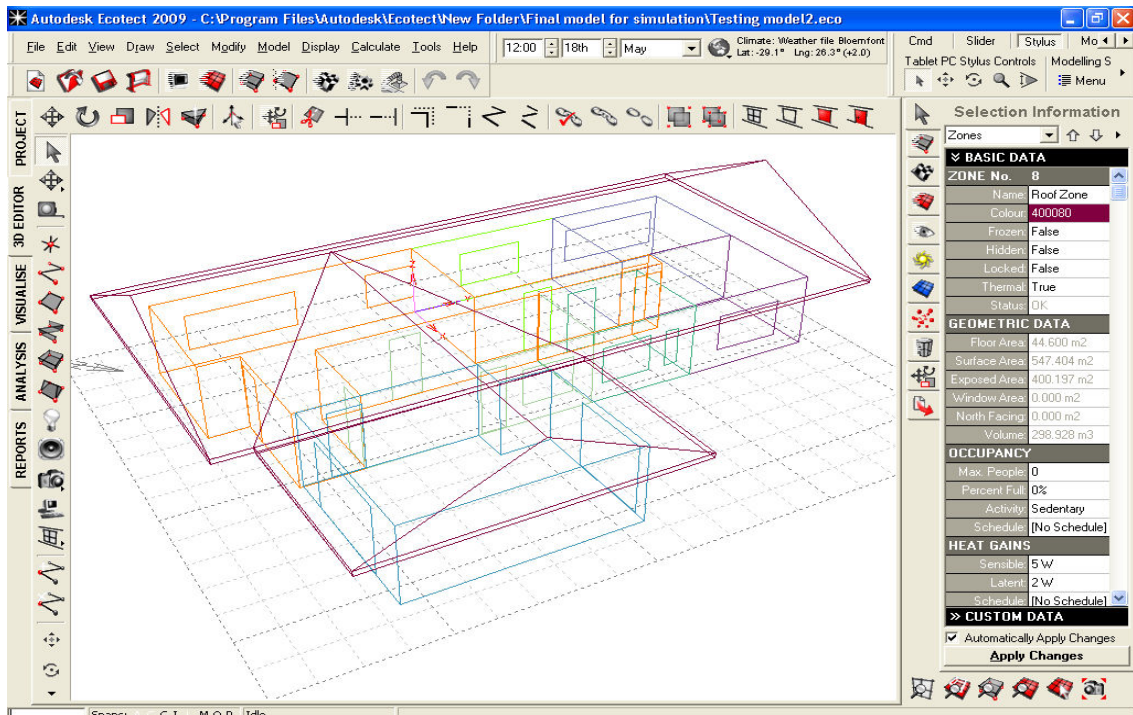 Autodesk Ecotect 2009 - C:\Program Files\Autodesk\Ecotect\New Folder\Final model for simulation\Testing model2.eco
File Edit View Draw Select Modify Model Display Calculate Tools Help
12:00 18th May
Climate: Weather file Bloemfont
Lat: -29.1° Lng: 26.3° (+2.0)
Cmd Slider Stylus Mo
Tablet PC Stylus Controls Modelling S
Menu
PROJECT
3D EDITOR
VISUALISE
ANALYSIS
REPORTS
Z
Y
X
Selection Information
Zones
BASIC DATA
ZONE No. 8
Name: Roof Zone
Colour: 400080
Frozen: False
Hidden: False
Locked: False
Thermal: True
Status: OK
GEOMETRIC DATA
Floor Area: 44.600 m2
Surface Area: 547.404 m2
Exposed Area: 400.197 m2
Window Area: 0.000 m2
North Facing: 0.000 m2
Volume: 298.928 m3
OCCUPANCY
Max. People: 0
Percent Full: 0%
Activity: Sedentary
Schedule: [No Schedule]
HEAT GAINS
Sensible: 5 W
Latent: 2 W
Schedule: [No Schedule]
CUSTOM DATA
Automatically Apply Changes
Apply Changes
Idle